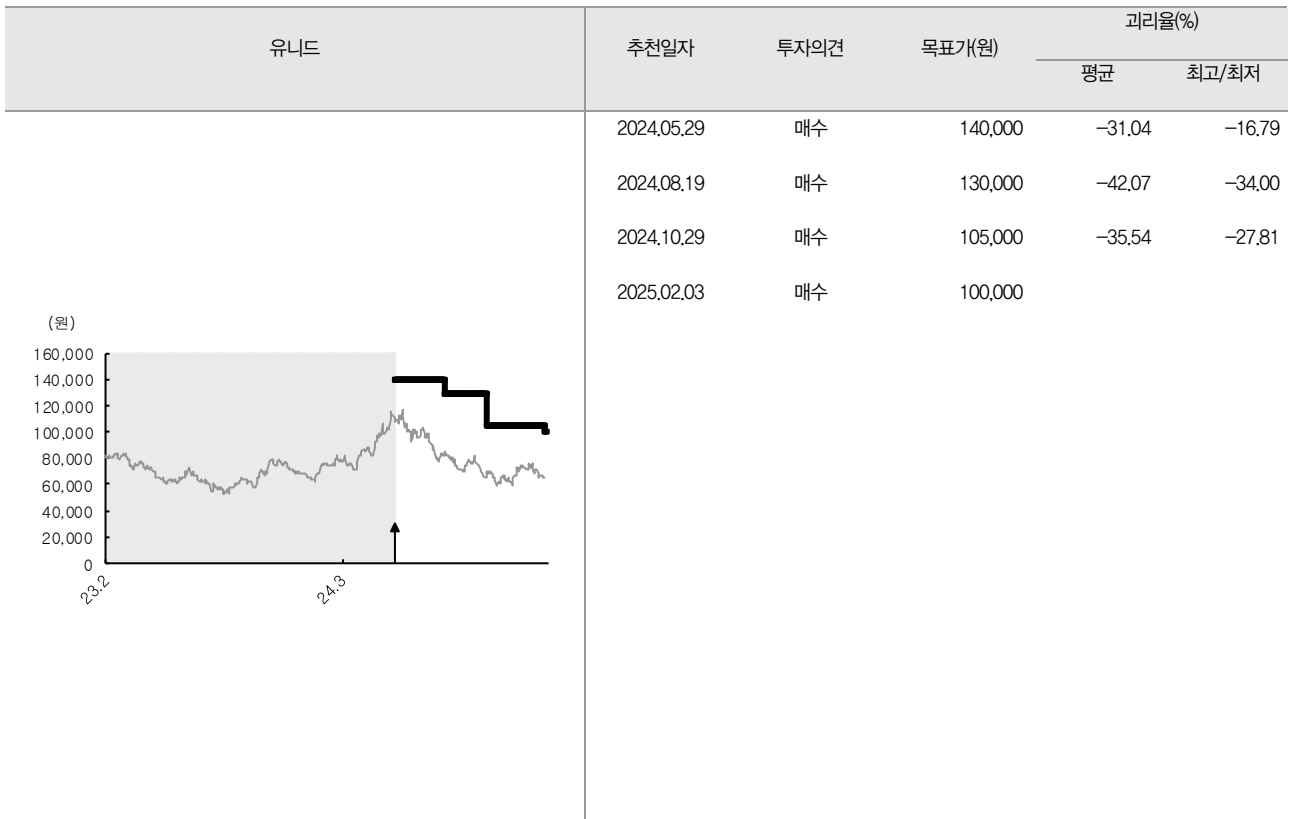 유니드
추천일자 투자의견 목표가(원) 괴리율(%)
평균 최고/최저
2024.05.29 매수 140,000 -31.04 -16.79
2024.08.19 매수 130,000 -42.07 -34.00
2024.10.29 매수 105,000 -35.54 -27.81
2025.02.03 매수 100,000
(원)
160,000
140,000
120,000
100,000
80,000
60,000
40,000
20,000
0
23.2 24.3